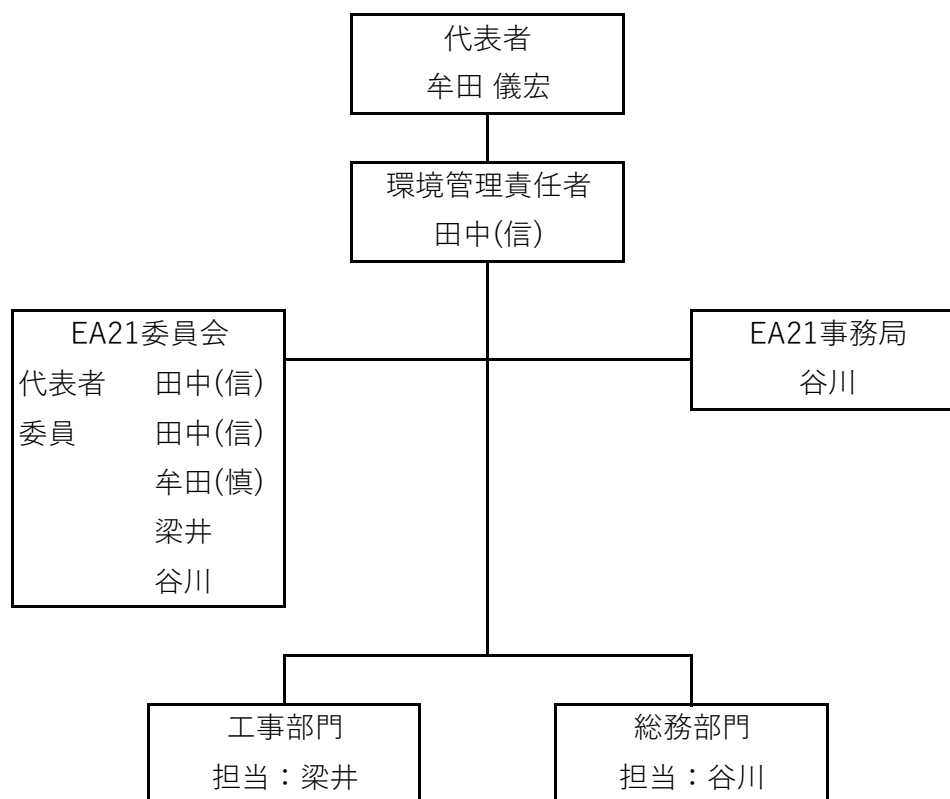 代表者
牟田 儀宏
環境管理責任者
田中(信)
EA21委員会
代表者 田中(信)
委員 田中(信)
牟田(慎)
梁井
谷川
EA21事務局
谷川
工事部門
担当：梁井
総務部門
担当：谷川